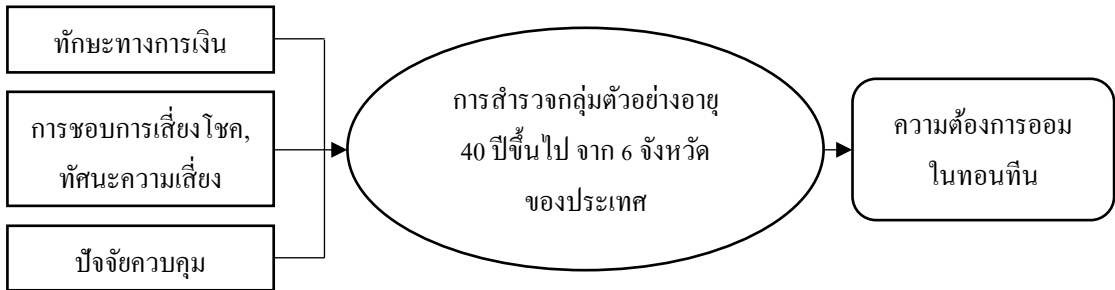 ทักษะทางการเงิน
การชอบการเสี่ยงโชค,
ทัศนะความเสี่ยง
ปัจจัยควบคุม
การสำรวจกลุ่มตัวอย่างอายุ
40 ปีขึ้นไป จาก 6 จังหวัด
ของประเทศ
ความต้องการออม
ในทอนทีน